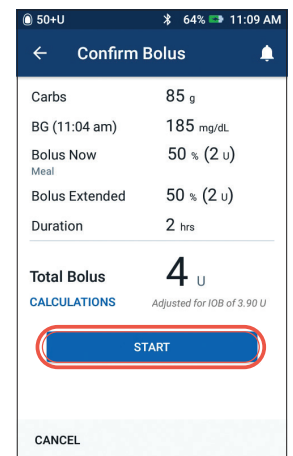 50+U 64% 11:09 AM
Confirm Bolus
Carbs 85 g
BG (11:04 am) 185 mg/dL
Bolus Now 50 % (2 U)
Meal
Bolus Extended 50 % (2 U)
Duration 2 hrs
Total Bolus 4 U
CALCULATIONS Adjusted for IOB of 3.90 U
START
CANCEL